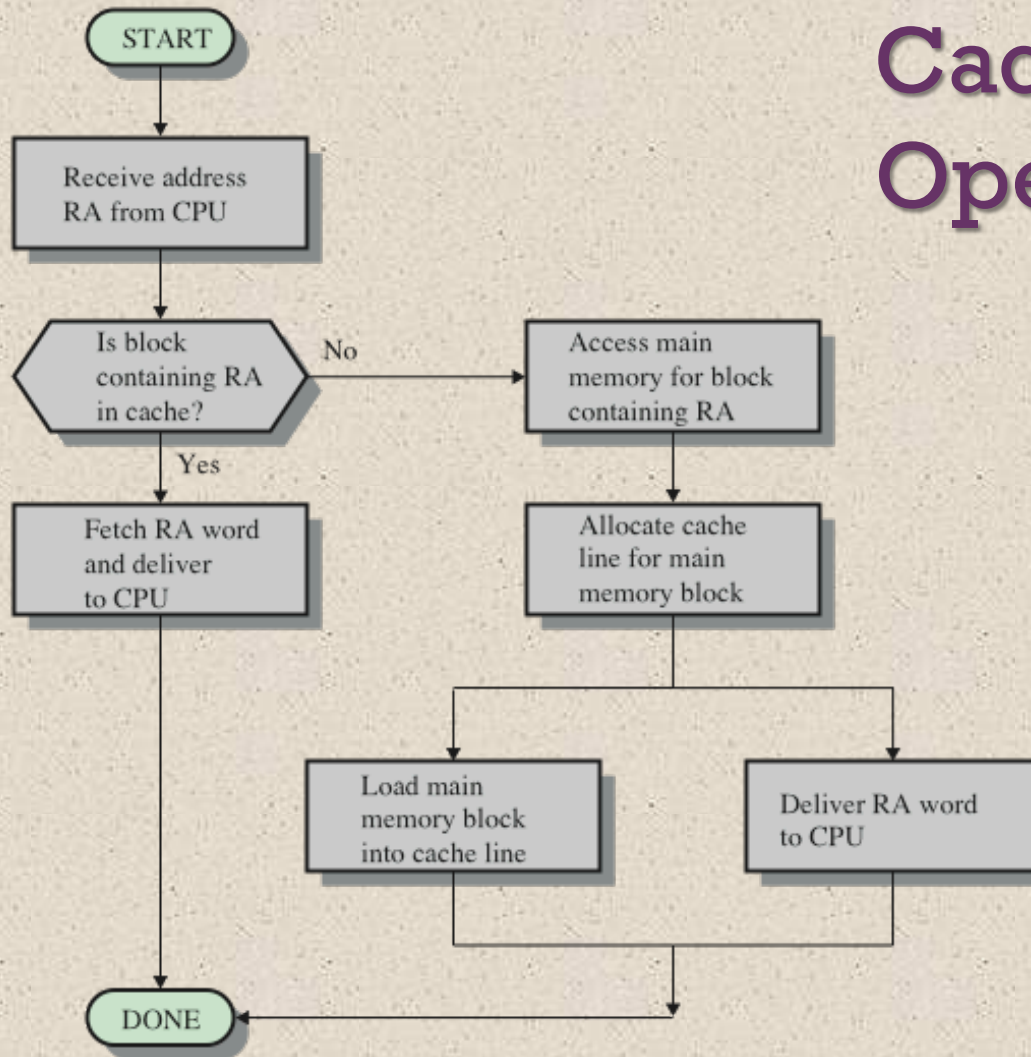 START
Cac
Ope
Receive address
RA from CPU
Is block
containing RA
in cache?
No
Access main
memory for block
containing RA
Yes
Fetch RA word
and deliver
to CPU
Allocate cache
line for main
memory block
Load main
memory block
into cache line
Deliver RA word
to CPU
DONE